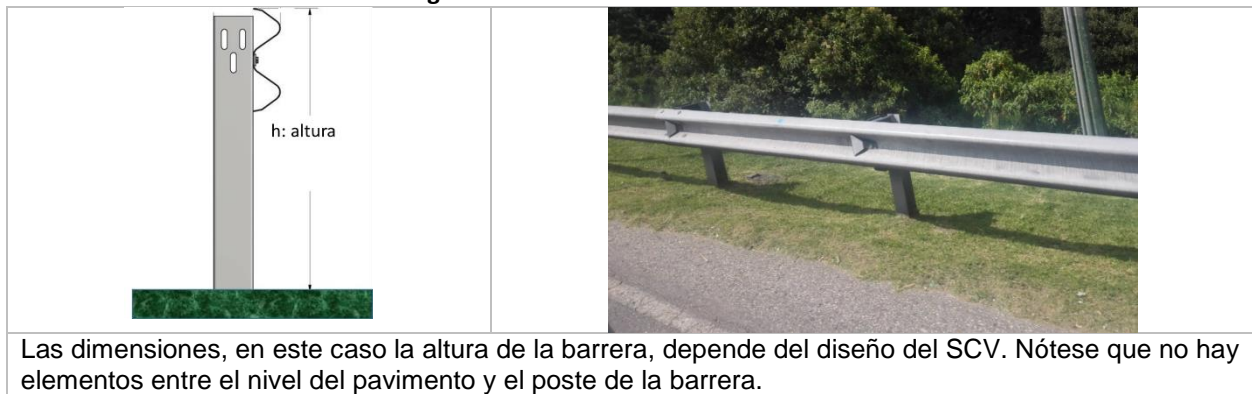 h: altura
Las dimensiones, en este caso la altura de la barrera, depende del diseño del SCV. Nótese que no hay
elementos entre el nivel del pavimento y el poste de la barrera.